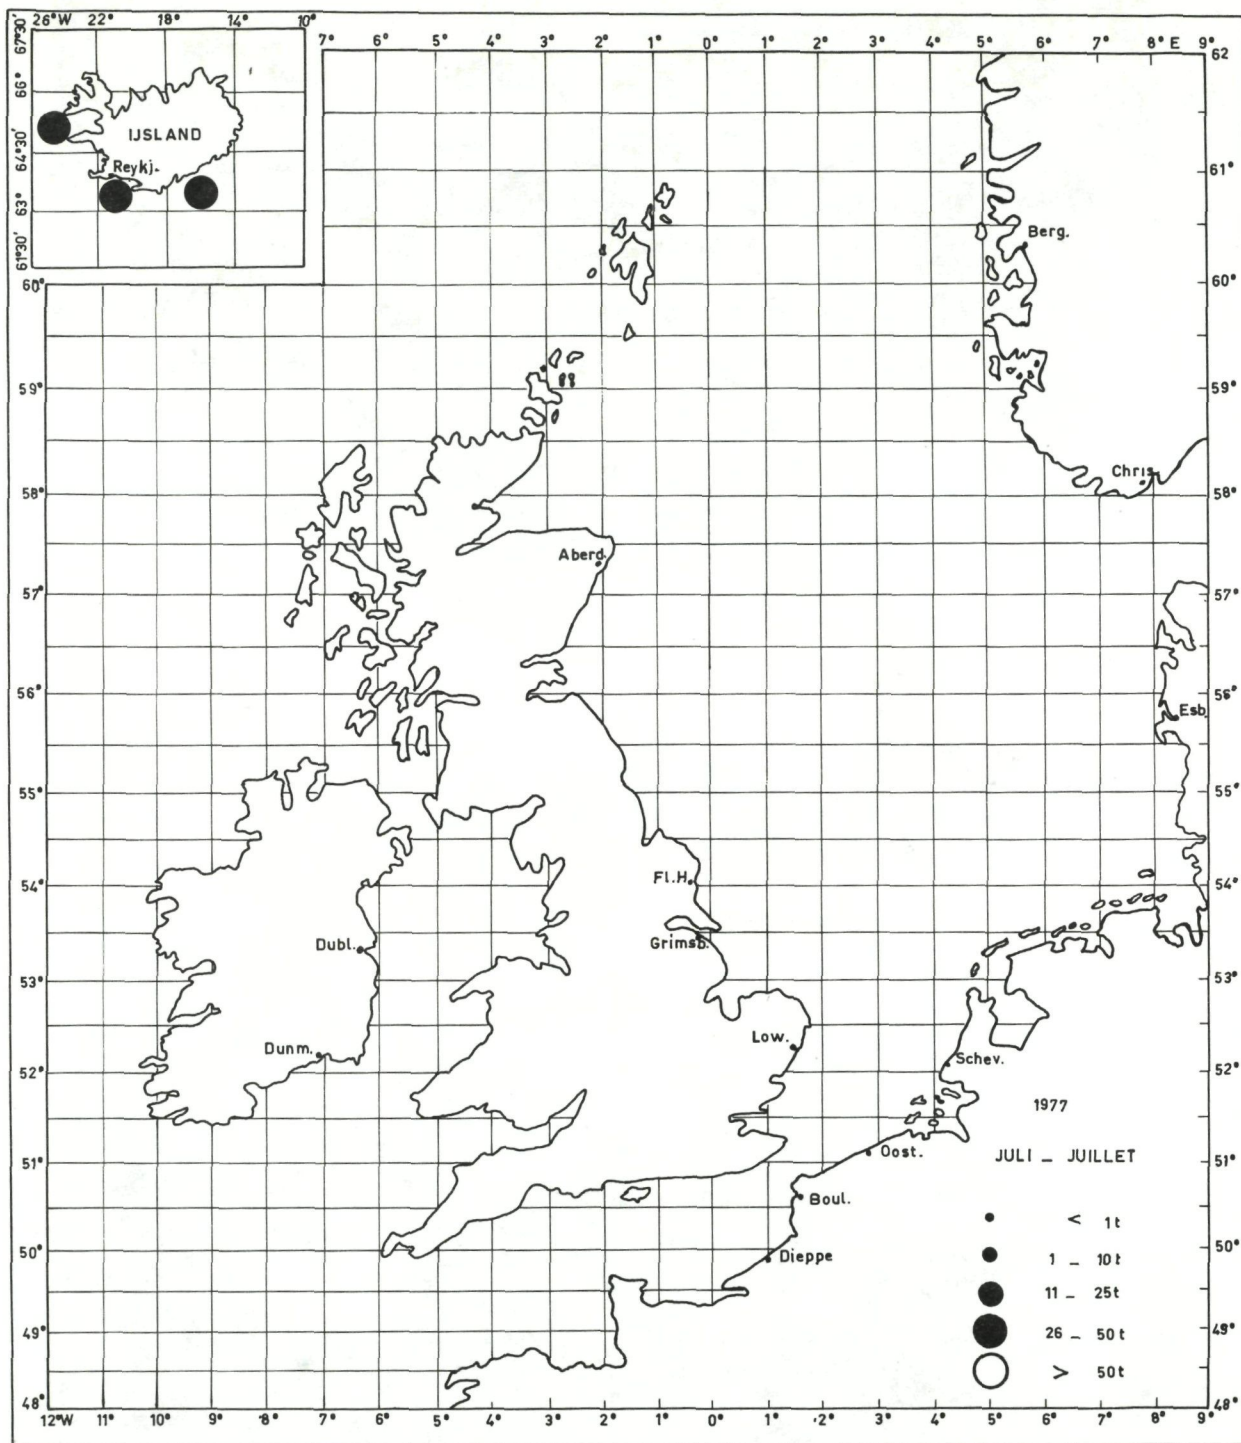 26°W 22° 18° 14° 10°
67°30'
66°
64°30'
63°
61°30'
IJSLAND
Reykj.
7° 6° 5° 4° 3° 2° 1° 0° 1° 2° 3° 4° 5° 6° 7° 8° E 9°
62
61°
60° 60°
Berg.
59° 59°
Chris
58° 58°
Aberd.
57° 57°
56° 56°
Esb
55° 55°
54° Fl.H. 54°
Dubl. Grimsb.
53° 53°
Low.
Dunm. Schev.
52° 52°
1977
Oost.
51° JULI _ JUILLET 51°
Boul.
< 1t
50° Dieppe 50°
1 _ 10t
11 _ 25t
49° 26 _ 50t 49°
> 50t
48° 48°
12°W 11° 10° 9° 8° 7° 6° 5° 4° 3° 2° 1° 0° 1° 2° 3° 4° 5° 6° 7° 8° 9°